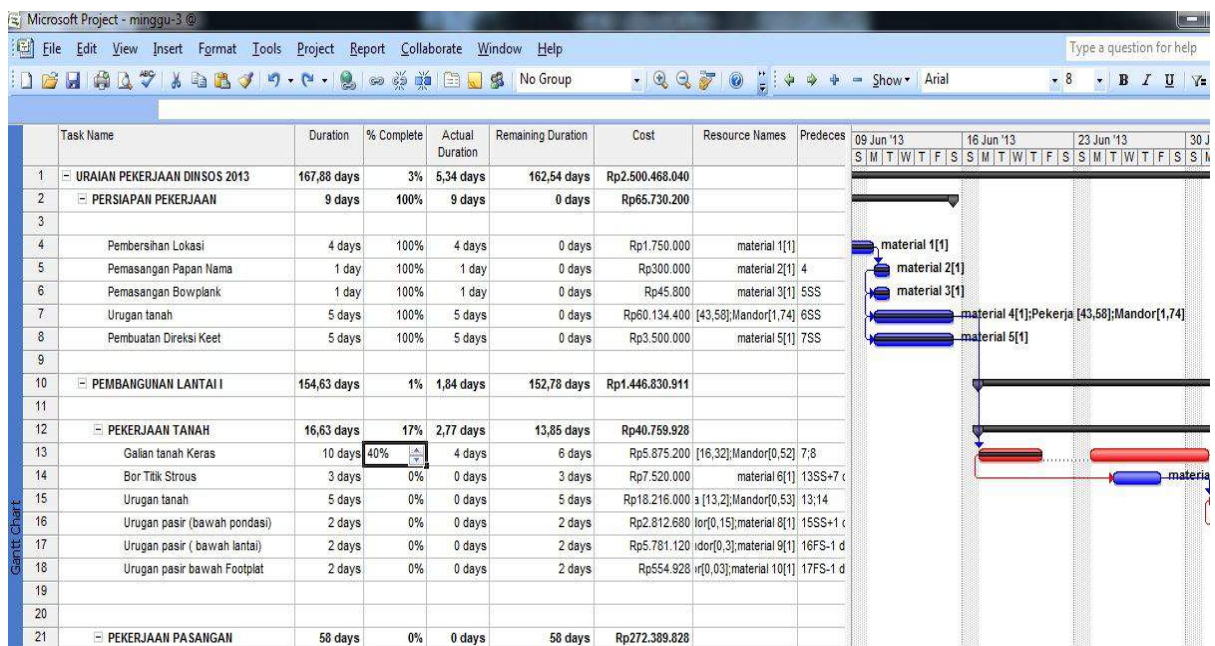 Microsoft Project - minggu-3 @
File Edit View Insert Format Tools Project Report Collaborate Window Help Type a question for help
No Group Show Arial 8 B I U
Task Name Duration % Complete Actual Duration Remaining Duration Cost Resource Names Predeces 09 Jun '13 16 Jun '13 23 Jun '13 30 J
S M T W T F S S M T W T F S S M T W T F S S M
1 URAIAN PEKERJAAN DINSOS 2013 167,88 days 3% 5,34 days 162,54 days Rp2.500.468.040
2 PERSIAPAN PEKERJAAN 9 days 100% 9 days 0 days Rp65.730.200
3
4 Pembersihan Lokasi 4 days 100% 4 days 0 days Rp1.750.000 material 1[1] material 1[1]
5 Pemasangan Papan Nama 1 day 100% 1 day 0 days Rp300.000 material 2[1] 4 material 2[1]
6 Pemasangan Bowplank 1 day 100% 1 day 0 days Rp45.800 material 3[1] 5SS material 3[1]
7 Urugan tanah 5 days 100% 5 days 0 days Rp60.134.400 [43,58];Mandor[1,74] 6SS material 4[1];Pekerja [43,58];Mandor[1,74]
8 Pembuatan Direksi Keet 5 days 100% 5 days 0 days Rp3.500.000 material 5[1] 7SS material 5[1]
9
10 PEMBANGUNAN LANTAI I 154,63 days 1% 1,84 days 152,78 days Rp1.446.830.911
11
12 PEKERJAAN TANAH 16,63 days 17% 2,77 days 13,85 days Rp40.759.928
13 Galian tanah Keras 10 days 40% 4 days 6 days Rp5.875.200 [16,32];Mandor[0,52] 7;8
14 Bor Titik Strous 3 days 0% 0 days 3 days Rp7.520.000 material 6[1] 13SS+7 materia
15 Urugan tanah 5 days 0% 0 days 5 days Rp18.216.000 a [13,2];Mandor[0,53] 13;14
16 Urugan pasir (bawah pondasi) 2 days 0% 0 days 2 days Rp2.812.680 dor[0,15];material 8[1] 15SS+1
17 Urugan pasir ( bawah lantai) 2 days 0% 0 days 2 days Rp5.781.120 dor[0,3];material 9[1] 16FS-1 d
18 Urugan pasir bawah Footplat 2 days 0% 0 days 2 days Rp554.928 r[0,03];material 10[1] 17FS-1 d
19
20
21 PEKERJAAN PASANGAN 58 days 0% 0 days 58 days Rp272.389.828
Gantt Chart